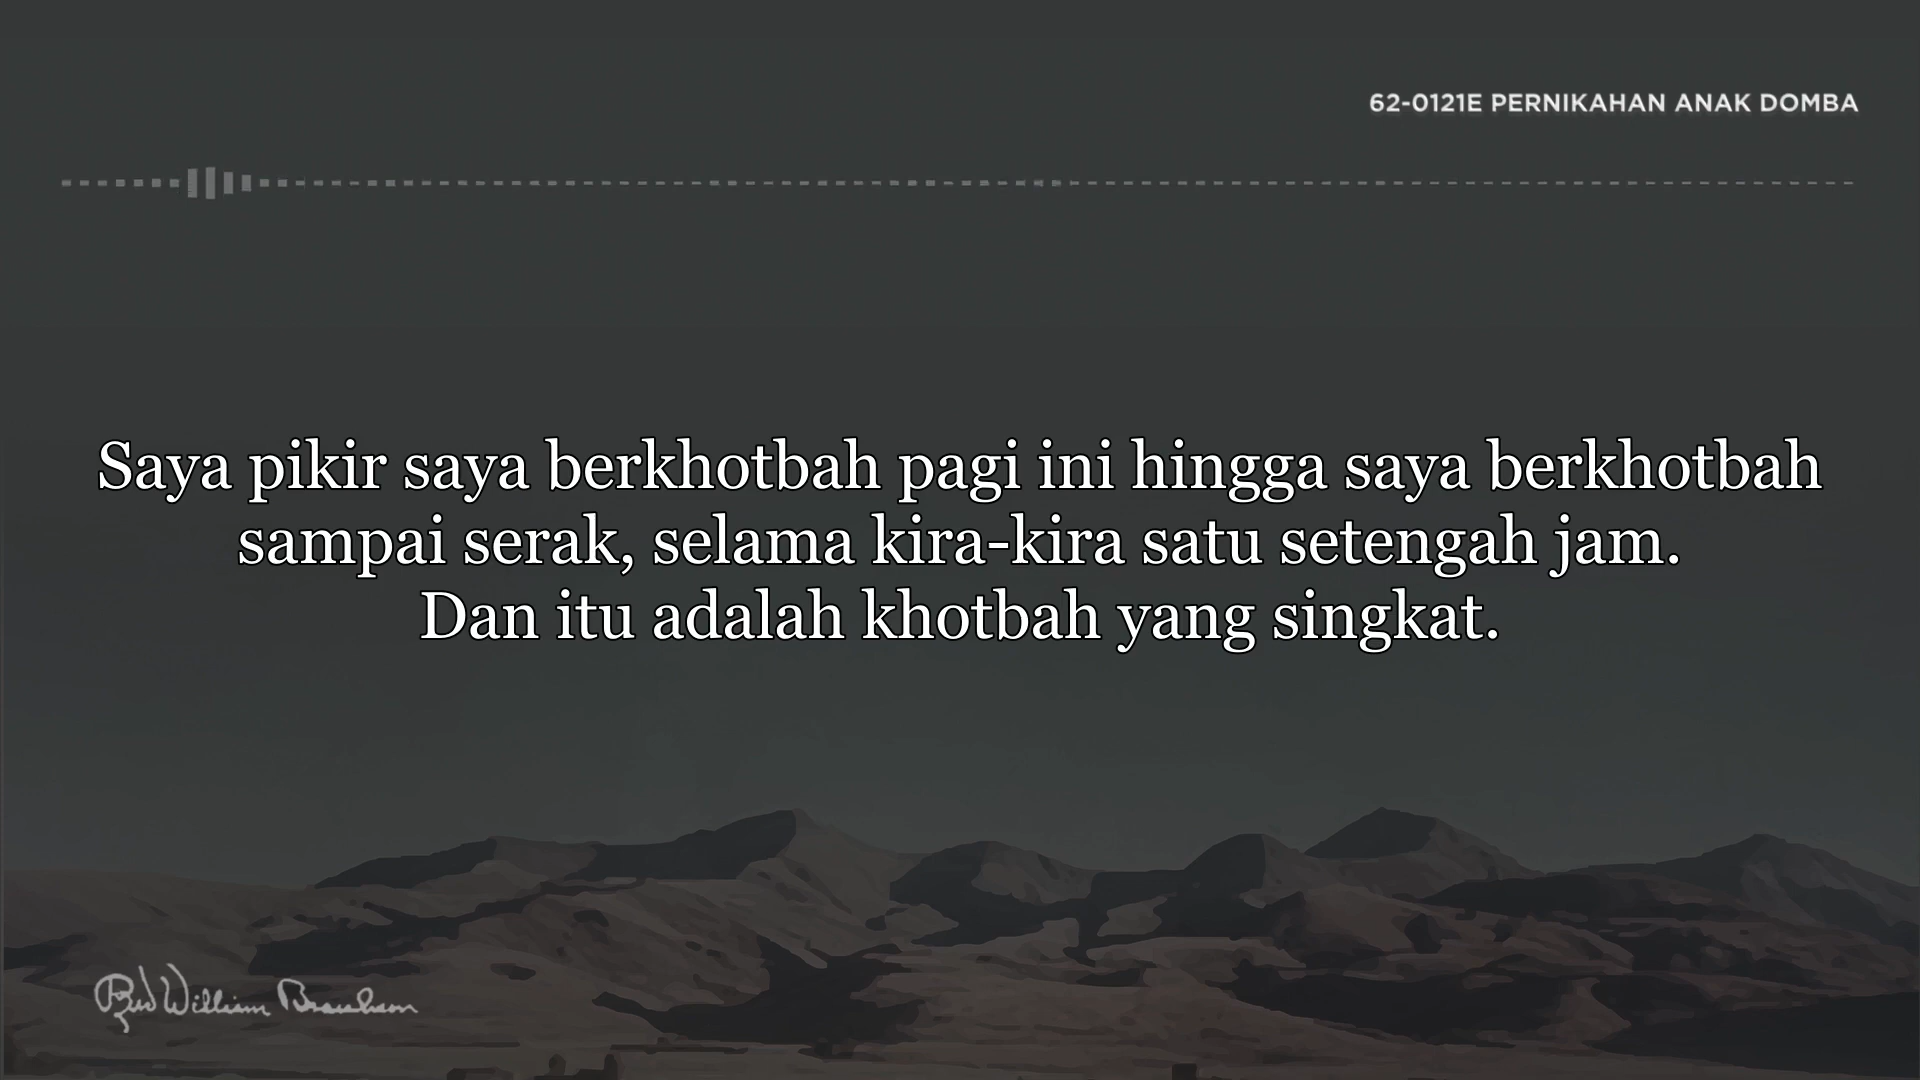 62-0121E PERNIKAHAN ANAK DOMBA
Saya pikir saya berkhotbah pagi ini hingga saya berkhotbah
sampai serak, selama kira-kira satu setengah jam.
Dan itu adalah khotbah yang singkat.
Rev William Branham